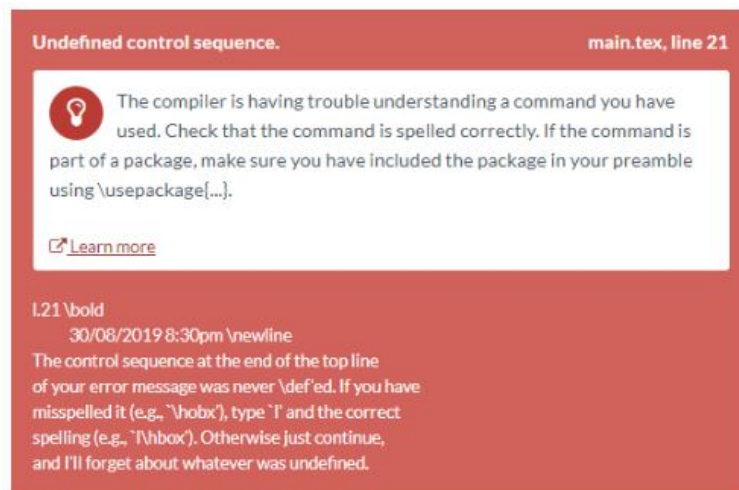 Undefined control sequence. main.tex, line 21
The compiler is having trouble understanding a command you have
used. Check that the command is spelled correctly. If the command is
part of a package, make sure you have included the package in your preamble
using \usepackage{...}.
Learn more
l.21 \bold
30/08/2019 8:30pm \newline
The control sequence at the end of the top line
of your error message was never \def'ed. If you have
misspelled it (e.g., `\hobx'), type `I' and the correct
spelling (e.g., `I\hbox'). Otherwise just continue,
and I'll forget about whatever was undefined.